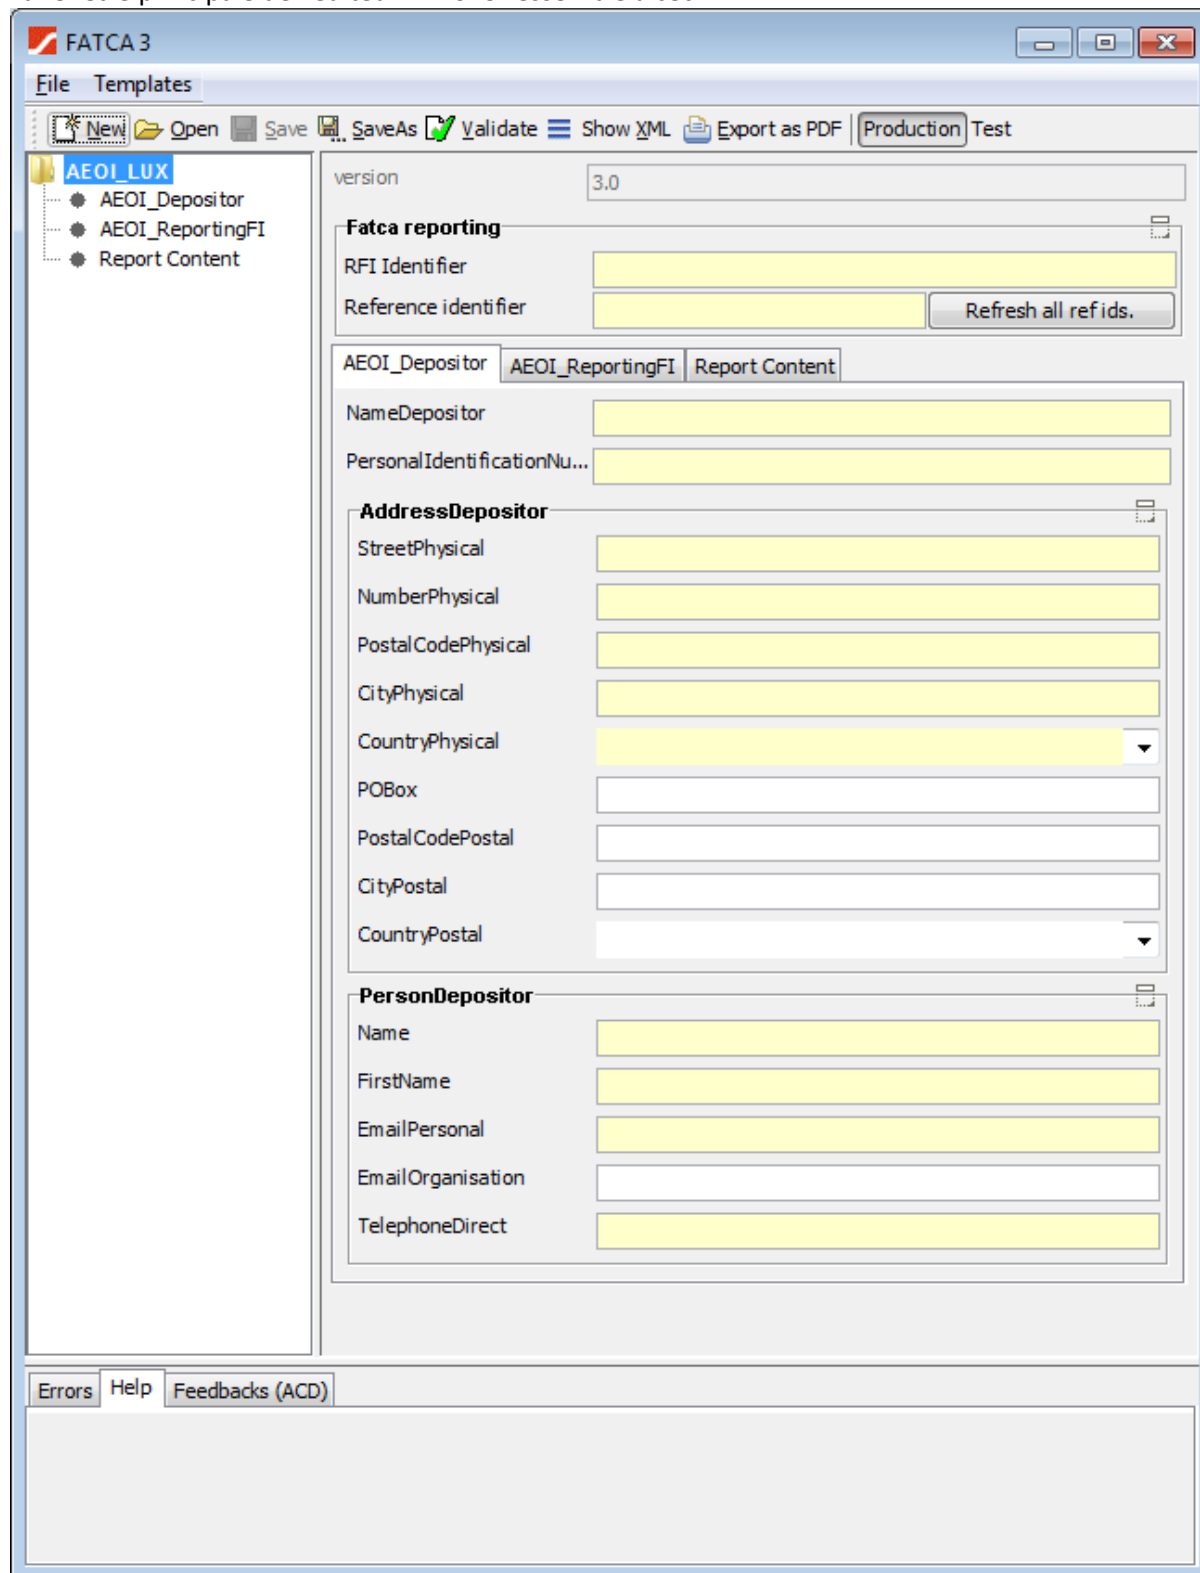 FATCA 3
File Templates
New Open Save SaveAs Validate Show XML Export as PDF Production Test
AEOI_LUX
AEOI_Depositor
AEOI_ReportingFI
Report Content
version 3.0
Fatca reporting
RFI Identifier
Reference identifier Refresh all ref ids.
AEOI_Depositor AEOI_ReportingFI Report Content
NameDepositor
PersonalIdentificationNu...
AddressDepositor
StreetPhysical
NumberPhysical
PostalCodePhysical
CityPhysical
CountryPhysical
POBox
PostalCodePostal
CityPostal
CountryPostal
PersonDepositor
Name
FirstName
EmailPersonal
EmailOrganisation
TelephoneDirect
Errors Help Feedbacks (ACD)